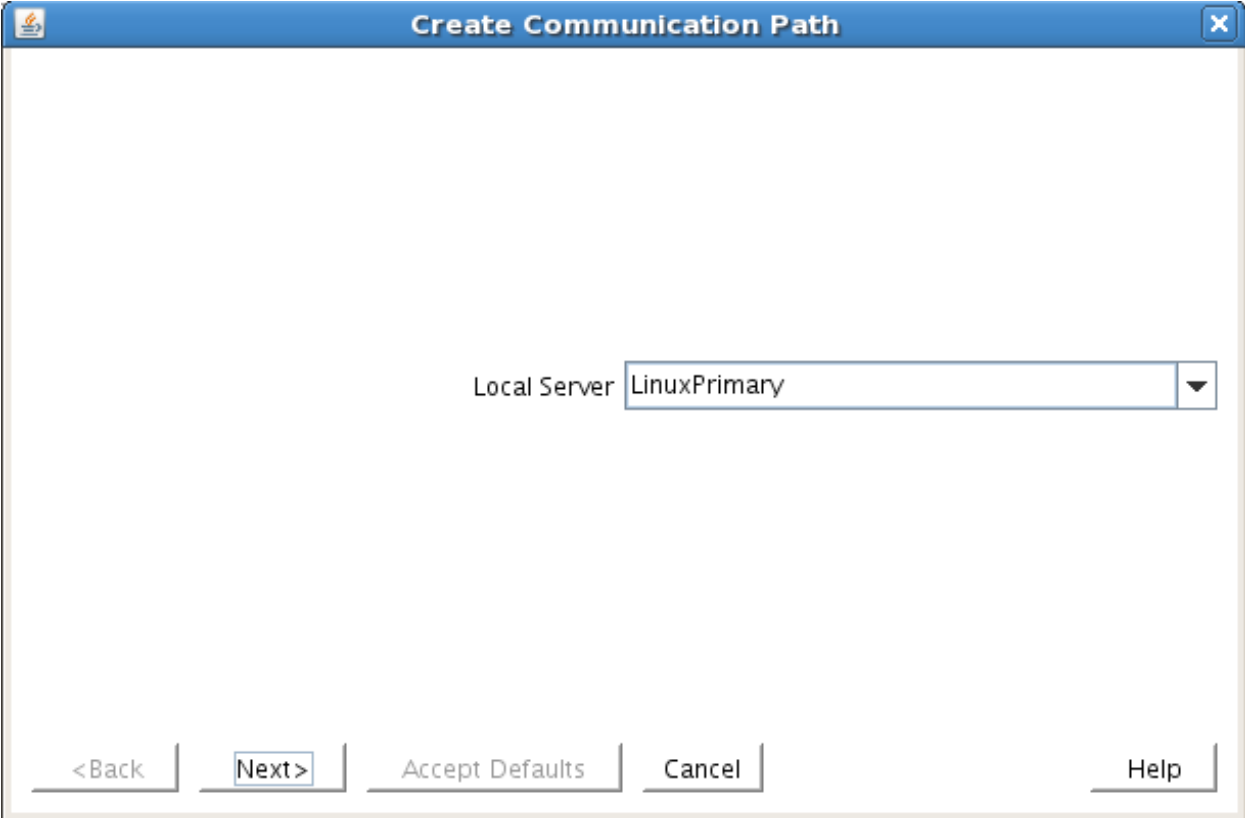 Create Communication Path
Local Server LinuxPrimary
<Back Next> Accept Defaults Cancel Help